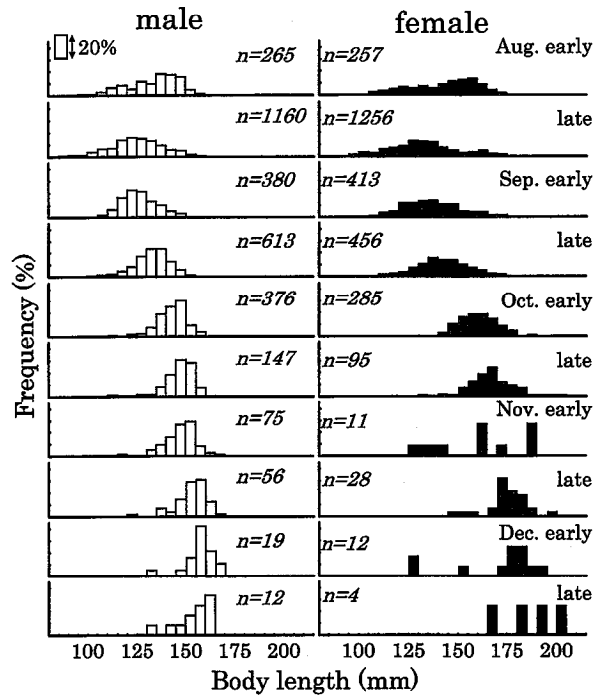 male female
20% n=265 n=257 Aug. early
n=1160 n=1256 late
n=380 n=413 Sep. early
n=613 n=456 late
n=376 n=285 Oct. early
n=147 n=95 late
n=75 n=11 Nov. early
n=56 n=28 late
n=19 n=12 Dec. early
n=12 n=4 late
Frequency (%)
100 125 150 175 200 100 125 150 175 200
Body length (mm)